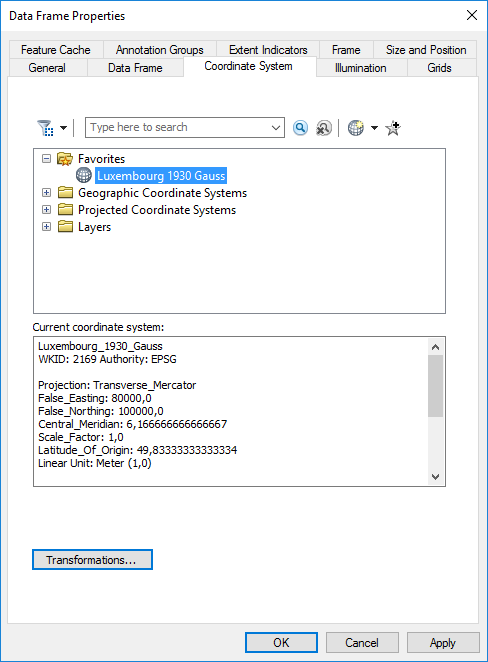 Data Frame Properties
Feature Cache Annotation Groups Extent Indicators Frame Size and Position
General Data Frame Coordinate System Illumination Grids
Type here to search
Favorites
Luxembourg 1930 Gauss
Geographic Coordinate Systems
Projected Coordinate Systems
Layers
Current coordinate system:
Luxembourg_1930_Gauss
WKID: 2169 Authority: EPSG
Projection: Transverse_Mercator
False_Easting: 80000,0
False_Northing: 100000,0
Central_Meridian: 6,166666666666667
Scale_Factor: 1,0
Latitude_Of_Origin: 49,83333333333334
Linear Unit: Meter (1,0)
Transformations...
OK Cancel Apply